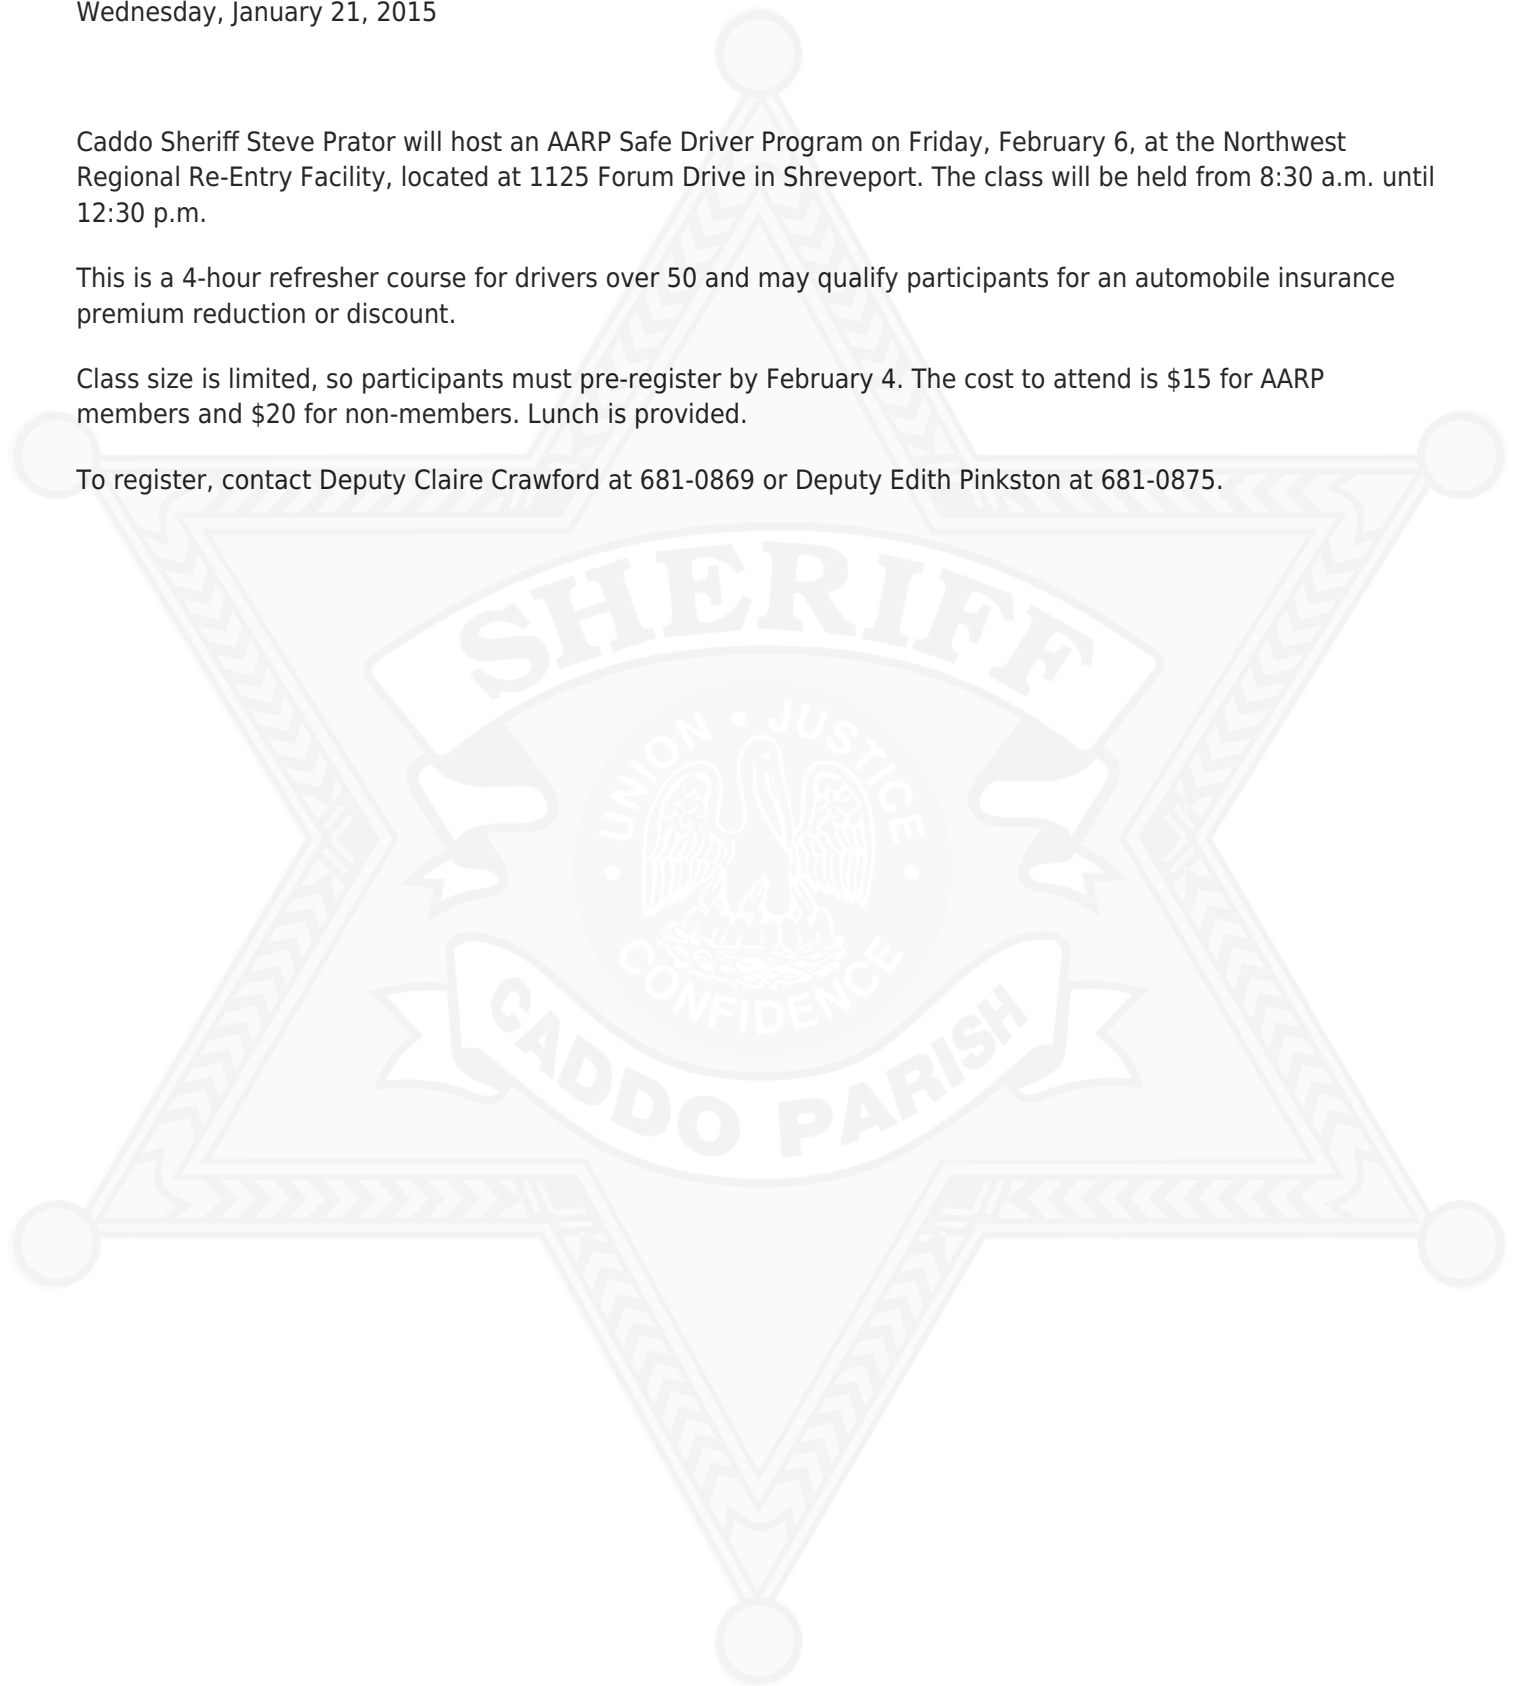 Wednesday, January 21, 2015
Caddo Sheriff Steve Prator will host an AARP Safe Driver Program on Friday, February 6, at the Northwest
Regional Re-Entry Facility, located at 1125 Forum Drive in Shreveport. The class will be held from 8:30 a.m. until
12:30 p.m.
This is a 4-hour refresher course for drivers over 50 and may qualify participants for an automobile insurance
premium reduction or discount.
Class size is limited, so participants must pre-register by February 4. The cost to attend is $15 for AARP
members and $20 for non-members. Lunch is provided.
To register, contact Deputy Claire Crawford at 681-0869 or Deputy Edith Pinkston at 681-0875.
SHERIFF
UNION • JUSTICE
• CONFIDENCE •
CADDO PARISH